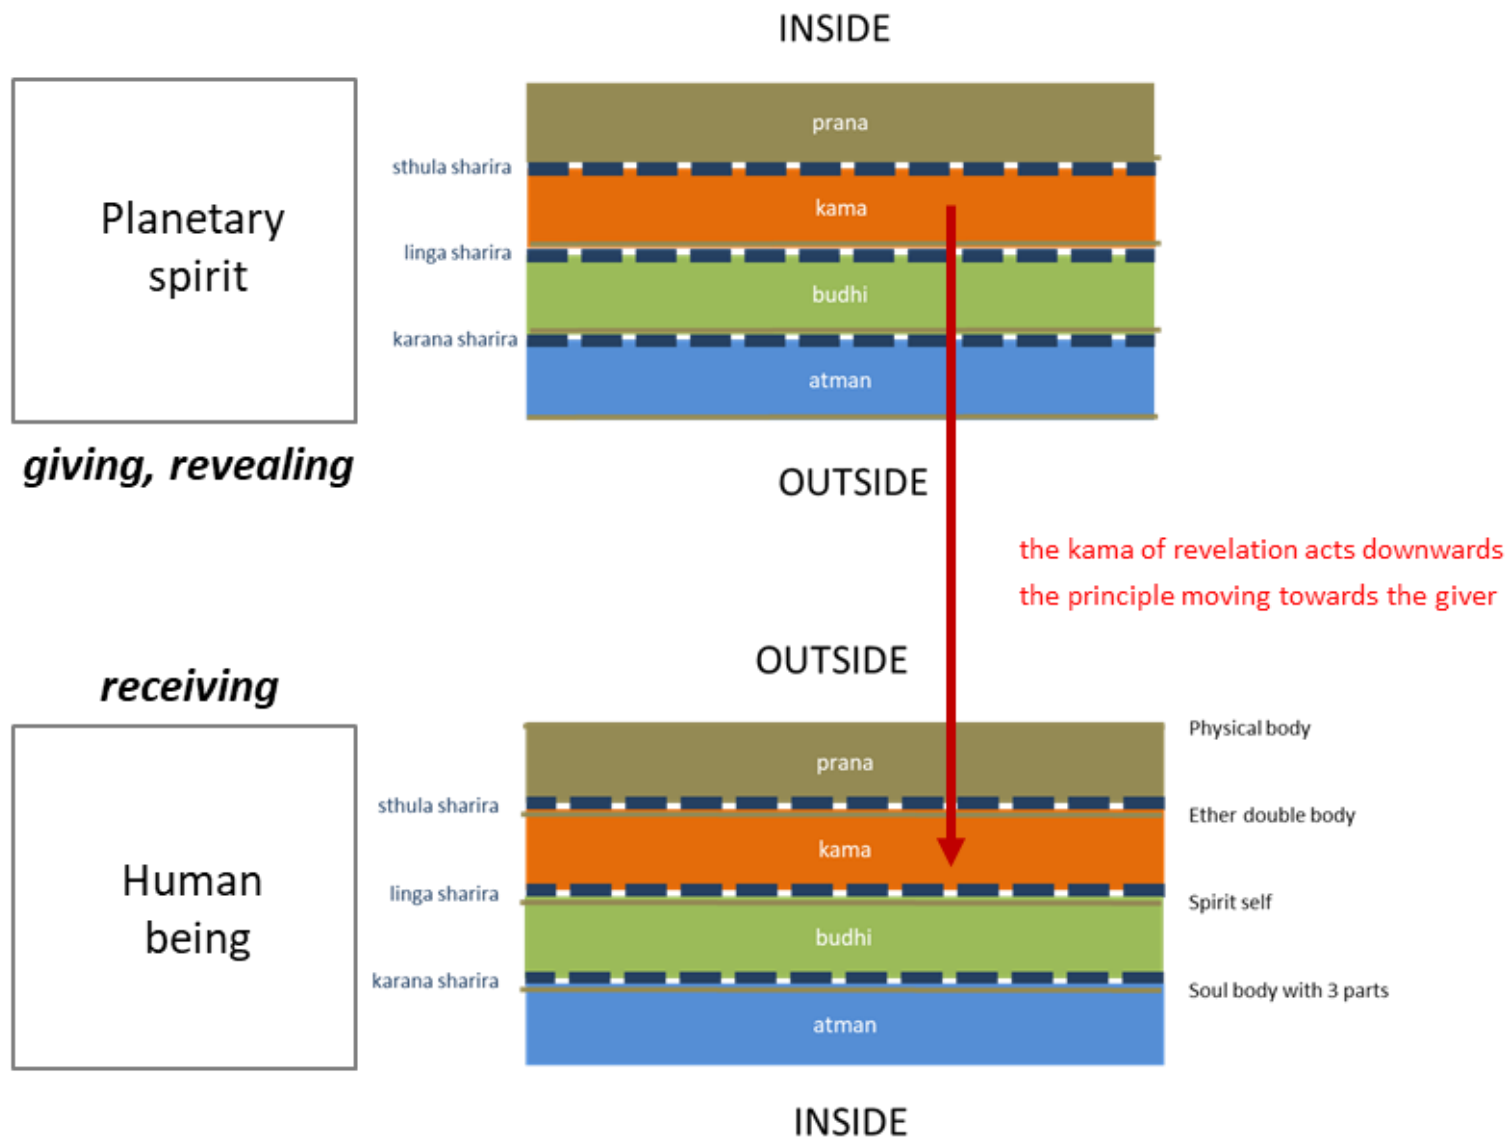 INSIDE
Planetary
spirit
giving, revealing
prana
sthula sharira
kama
linga sharira
budhi
karana sharira
atman
OUTSIDE
the kama of revelation acts downwards
the principle moving towards the giver
OUTSIDE
receiving
Human
being
Physical body
prana
sthula sharira
Ether double body
kama
linga sharira
Spirit self
budhi
karana sharira
Soul body with 3 parts
atman
INSIDE